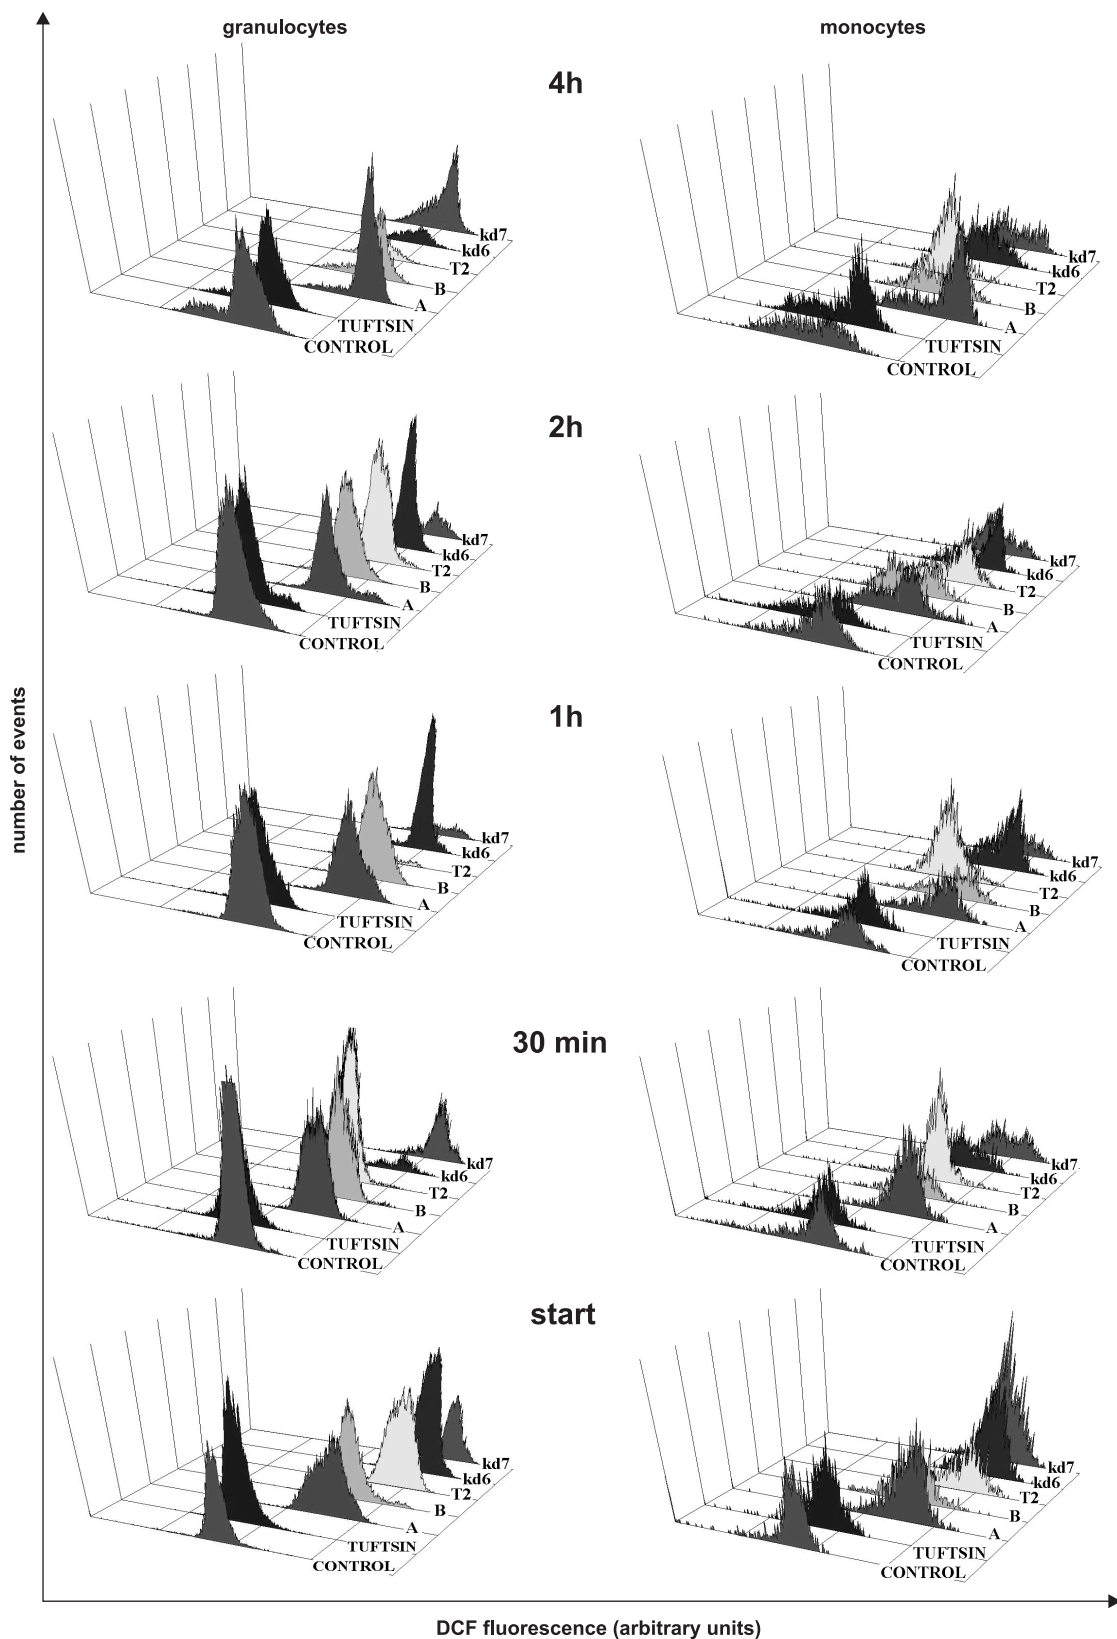 granulocytes
monocytes
4h
kd7
kd6
T2
B
A
TUFTSIN
CONTROL
kd7
kd6
T2
B
A
TUFTSIN
CONTROL
2h
kd7
kd6
T2
B
A
TUFTSIN
CONTROL
kd7
kd6
T2
B
A
TUFTSIN
CONTROL
1h
kd7
kd6
T2
B
A
TUFTSIN
CONTROL
kd7
kd6
T2
B
A
TUFTSIN
CONTROL
30 min
kd7
kd6
T2
B
A
TUFTSIN
CONTROL
kd7
kd6
T2
B
A
TUFTSIN
CONTROL
start
kd7
kd6
T2
B
A
TUFTSIN
CONTROL
kd7
kd6
T2
B
A
TUFTSIN
CONTROL
number of events
DCF fluorescence (arbitrary units)